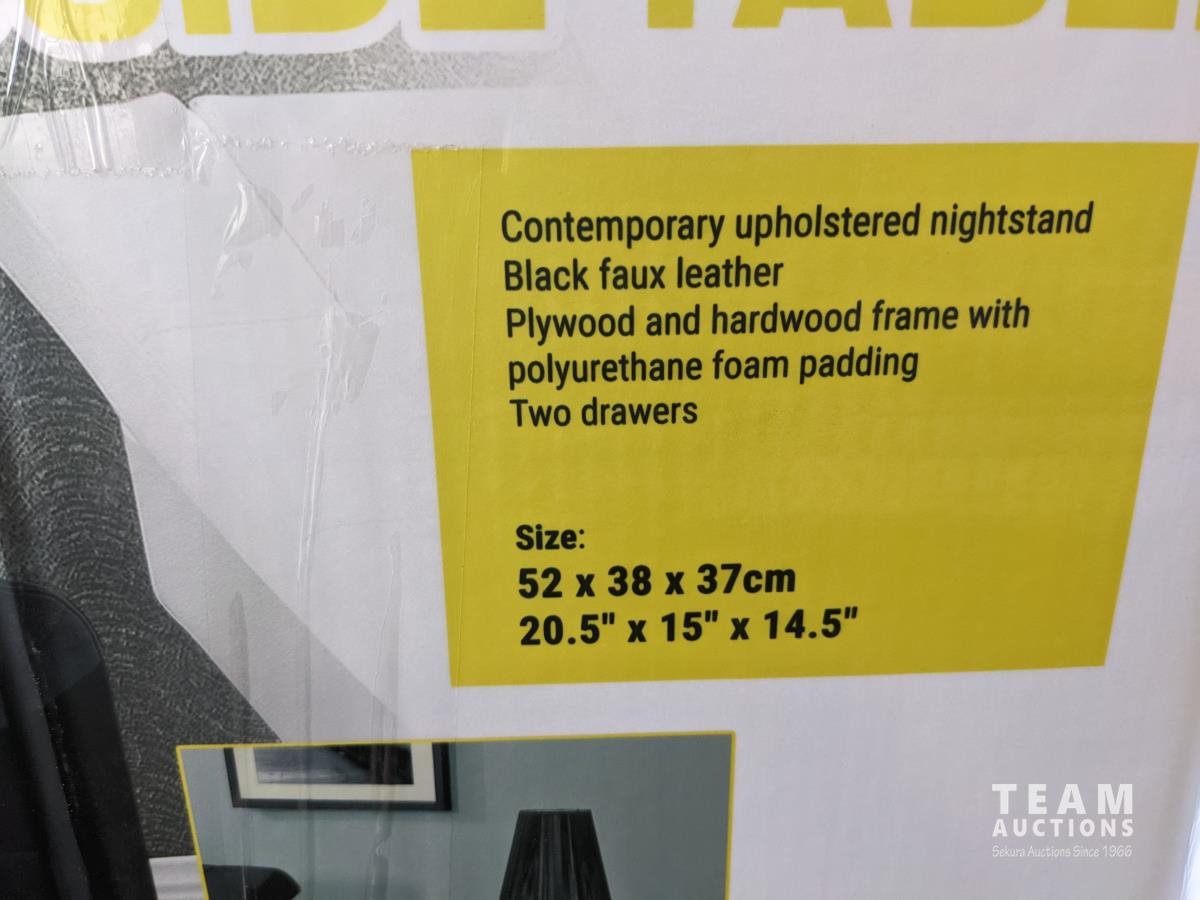 Contemporary upholstered nightstand
Black faux leather
Plywood and hardwood frame with
polyurethane foam padding
Two drawers
Size:
52 x 38 x 37cm
20.5" x 15" x 14.5"
TEAM
AUCTIONS
Sekura Auctions Since 1966